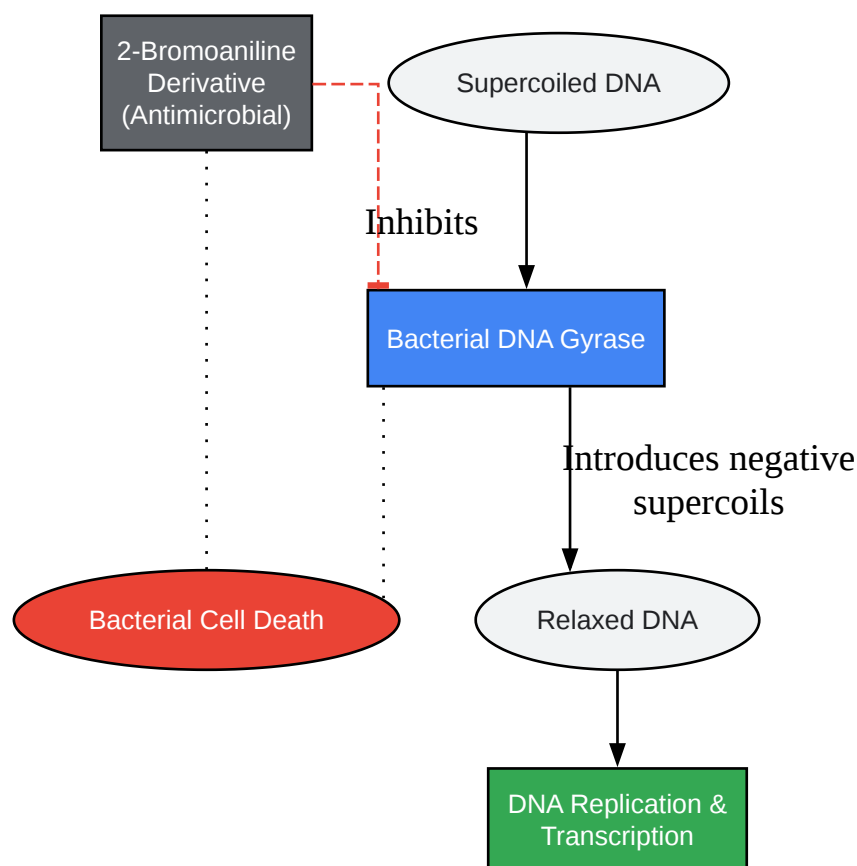 2-Bromoaniline
Derivative
(Antimicrobial)
Supercoiled DNA
Inhibits
Bacterial DNA Gyrase
Introduces negative
supercoils
Bacterial Cell Death
Relaxed DNA
DNA Replication &
Transcription